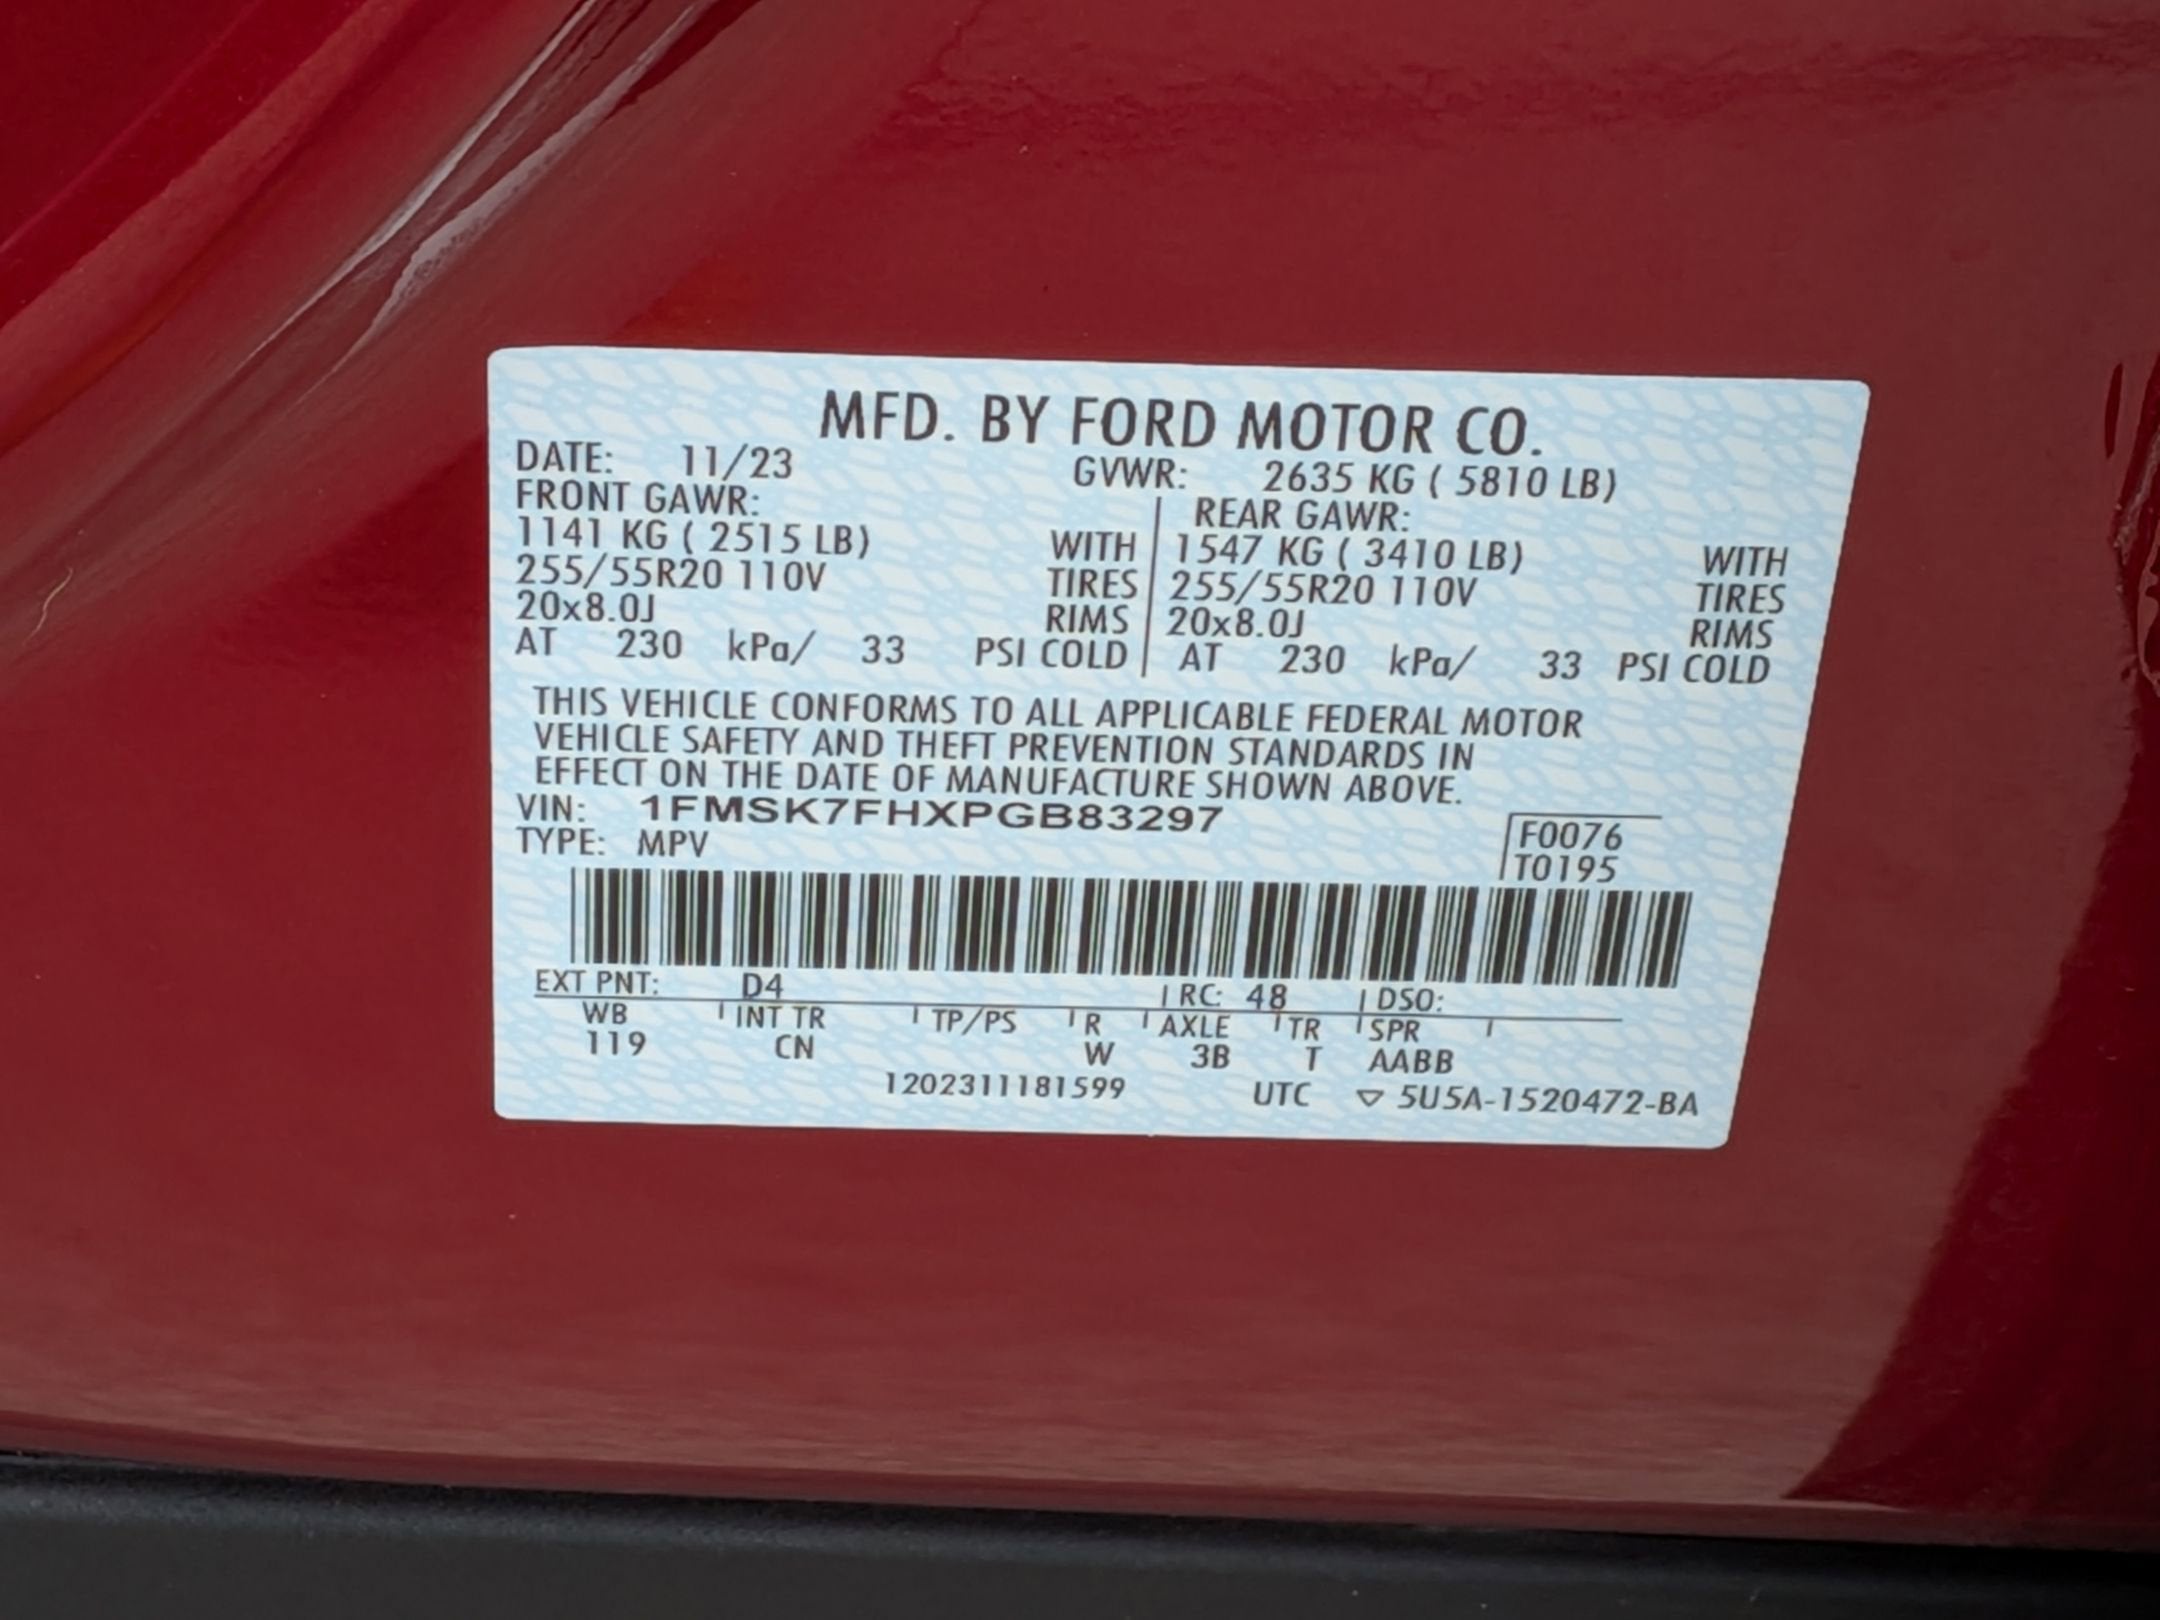 MFD. BY FORD MOTOR CO.
DATE: 11/23 GVWR: 2635 KG ( 5810 LB)
FRONT GAWR: REAR GAWR:
1141 KG ( 2515 LB) WITH 1547 KG ( 3410 LB) WITH
255/55R20 110V TIRES 255/55R20 110V TIRES
20x8.0J RIMS 20x8.0J RIMS
AT 230 kPa/ 33 PSI COLD AT 230 kPa/ 33 PSI COLD
THIS VEHICLE CONFORMS TO ALL APPLICABLE FEDERAL MOTOR
VEHICLE SAFETY AND THEFT PREVENTION STANDARDS IN
EFFECT ON THE DATE OF MANUFACTURE SHOWN ABOVE.
VIN: 1FMSK7FHXPGB83297
TYPE: MPV
F0076
T0195
EXT PNT: D4 RC: 48 DSO:
WB INT TR TP/PS R AXLE TR SPR
119 CN W 3B T AABB
1202311181599 UTC ▽ 5U5A-1520472-BA